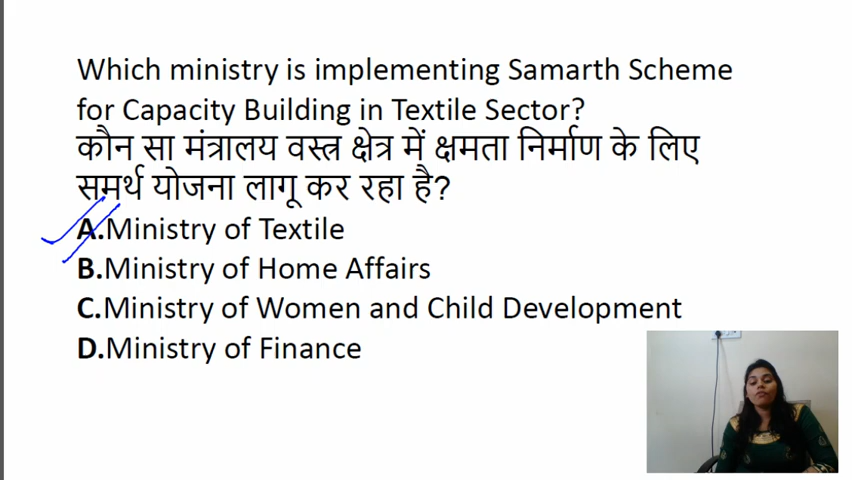 Which ministry is implementing Samarth Scheme
for Capacity Building in Textile Sector?
कौन सा मंत्रालय वस्त्र क्षेत्र में क्षमता निर्माण के लिए
समर्थ योजना लागू कर रहा है?
A.Ministry of Textile
B.Ministry of Home Affairs
C.Ministry of Women and Child Development
D.Ministry of Finance